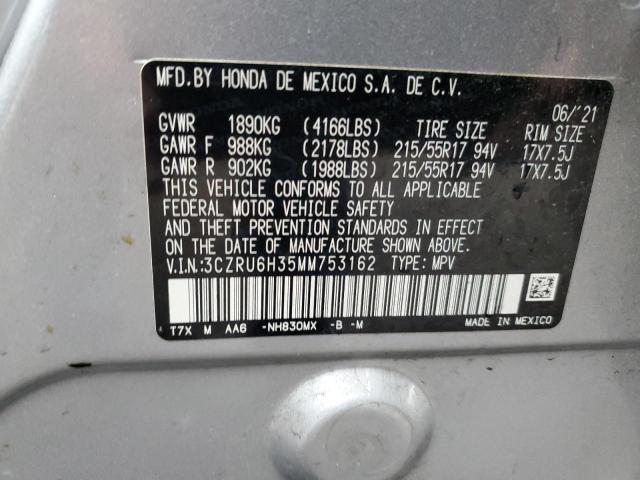 MFD. BY HONDA DE MEXICO S.A. DE C.V.
06/'21
GVWR 1890KG (4166LBS) TIRE SIZE RIM SIZE
GAWR F 988KG (2178LBS) 215/55R17 94V 17X7.5J
GAWR R 902KG (1988LBS) 215/55R17 94V 17X7.5J
THIS VEHICLE CONFORMS TO ALL APPLICABLE
FEDERAL MOTOR VEHICLE SAFETY
AND THEFT PREVENTION STANDARDS IN EFFECT
ON THE DATE OF MANUFACTURE SHOWN ABOVE.
V.I.N.:3CZRU6H35MM753162 TYPE: MPV
T7X M AA6 -NH830MX -B -M
MADE IN MEXICO